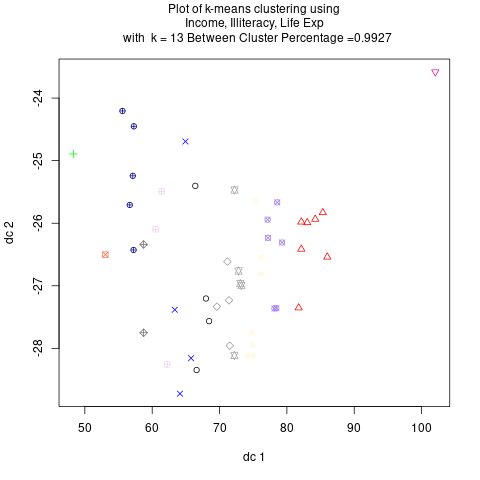 Plot of k-means clustering using
Income, Illiteracy, Life Exp
with k = 13 Between Cluster Percentage =0.9927
-24
-25
-26
-27
-28
dc 2
50 60 70 80 90 100
dc 1